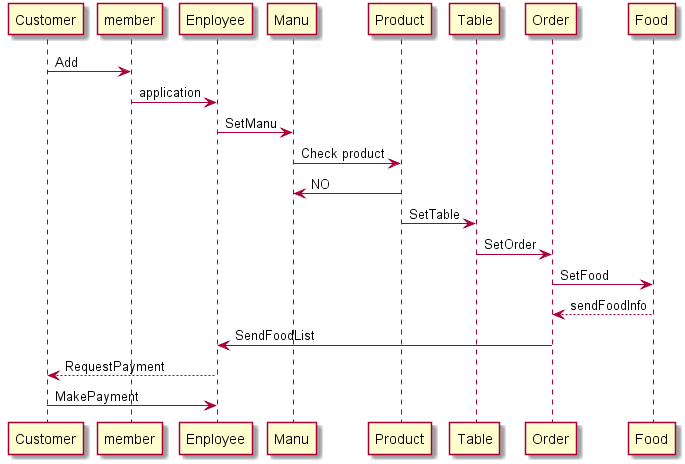 Customer member Enployee Manu Product Table Order Food
Add
application
SetManu
Check product
NO
SetTable
SetOrder
SetFood
sendFoodInfo
SendFoodList
RequestPayment
MakePayment
Customer member Enployee Manu Product Table Order Food